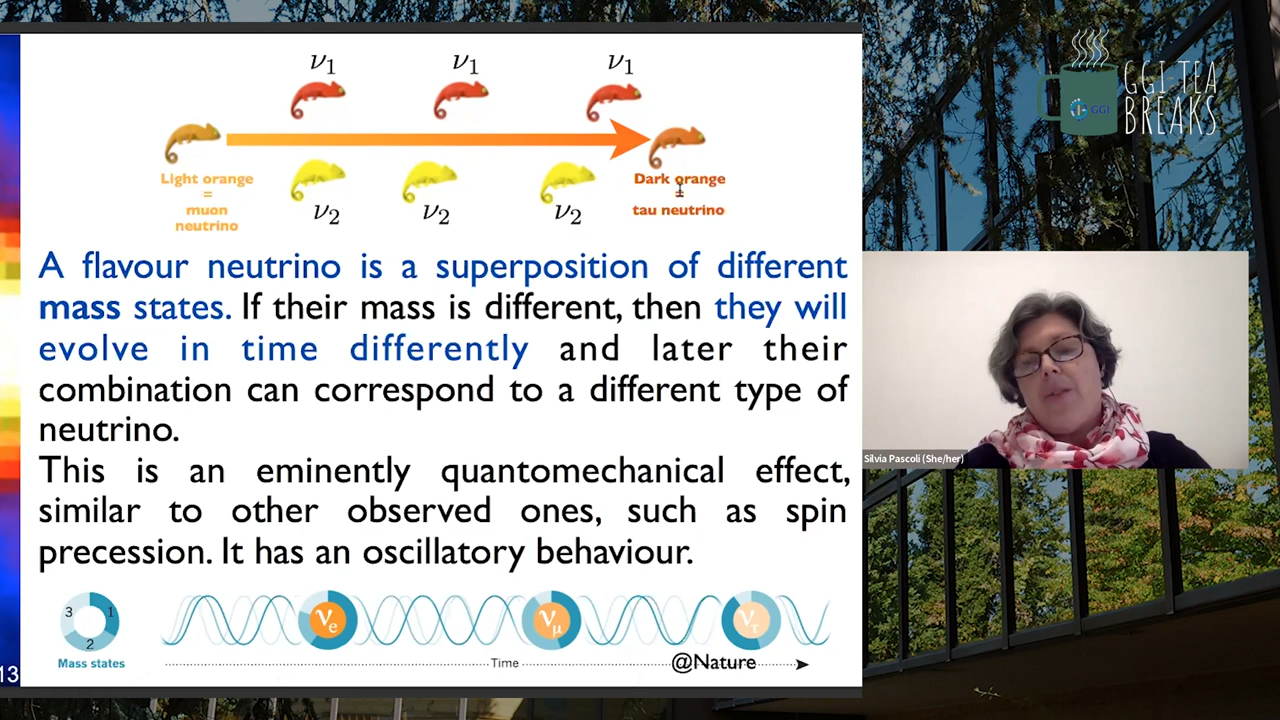 ν1 ν1 ν1
Light orange
=
muon
neutrino
Dark orange
=
tau neutrino
ν2 ν2 ν2
A flavour neutrino is a superposition of different
mass states. If their mass is different, then they will
evolve in time differently and later their
combination can correspond to a different type of
neutrino.
This is an eminently quantomechanical effect,
similar to other observed ones, such as spin
precession. It has an oscillatory behaviour.
3 1
2
Mass states
νe νμ ντ
Time
@Nature
13
GGI TEA
BREAKS
GGI
Silvia Pascoli (She/her)